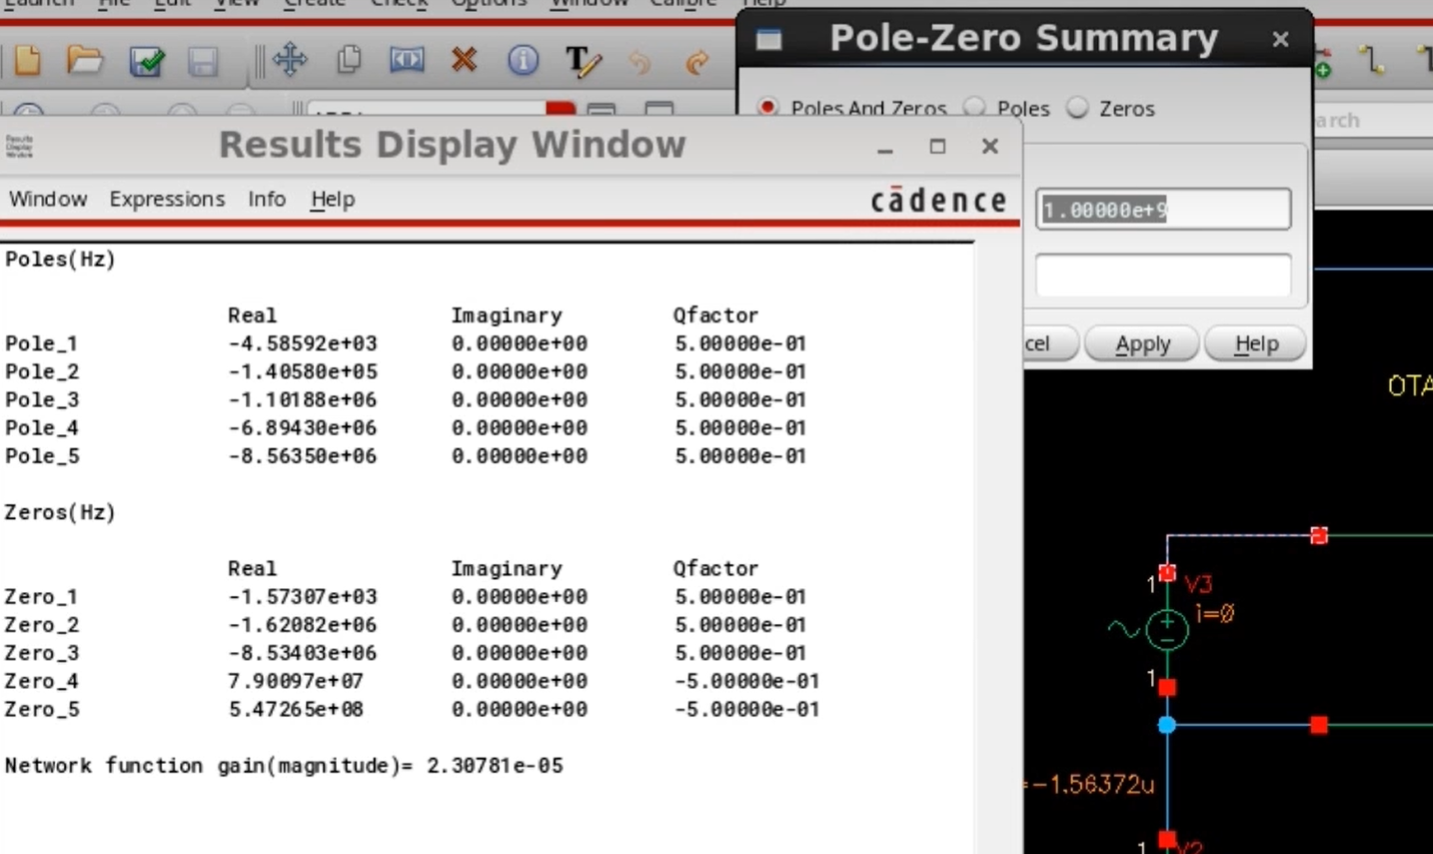 Launch File Edit View Create Check Options Window Calibre Help
Pole-Zero Summary
Poles And Zeros Poles Zeros
arch
Results Display Window
Window Expressions Info Help
cādence
1.00000e+9
Poles(Hz)
Real Imaginary Qfactor
Pole_1 -4.58592e+03 0.00000e+00 5.00000e-01
Pole_2 -1.40580e+05 0.00000e+00 5.00000e-01
Pole_3 -1.10188e+06 0.00000e+00 5.00000e-01
Pole_4 -6.89430e+06 0.00000e+00 5.00000e-01
Pole_5 -8.56350e+06 0.00000e+00 5.00000e-01
cel Apply Help
OTA
Zeros(Hz)
Real Imaginary Qfactor
Zero_1 -1.57307e+03 0.00000e+00 5.00000e-01
Zero_2 -1.62082e+06 0.00000e+00 5.00000e-01
Zero_3 -8.53403e+06 0.00000e+00 5.00000e-01
Zero_4 7.90097e+07 0.00000e+00 -5.00000e-01
Zero_5 5.47265e+08 0.00000e+00 -5.00000e-01
Network function gain(magnitude)= 2.30781e-05
1 V3
i=0
1
=-1.56372u
1 V2